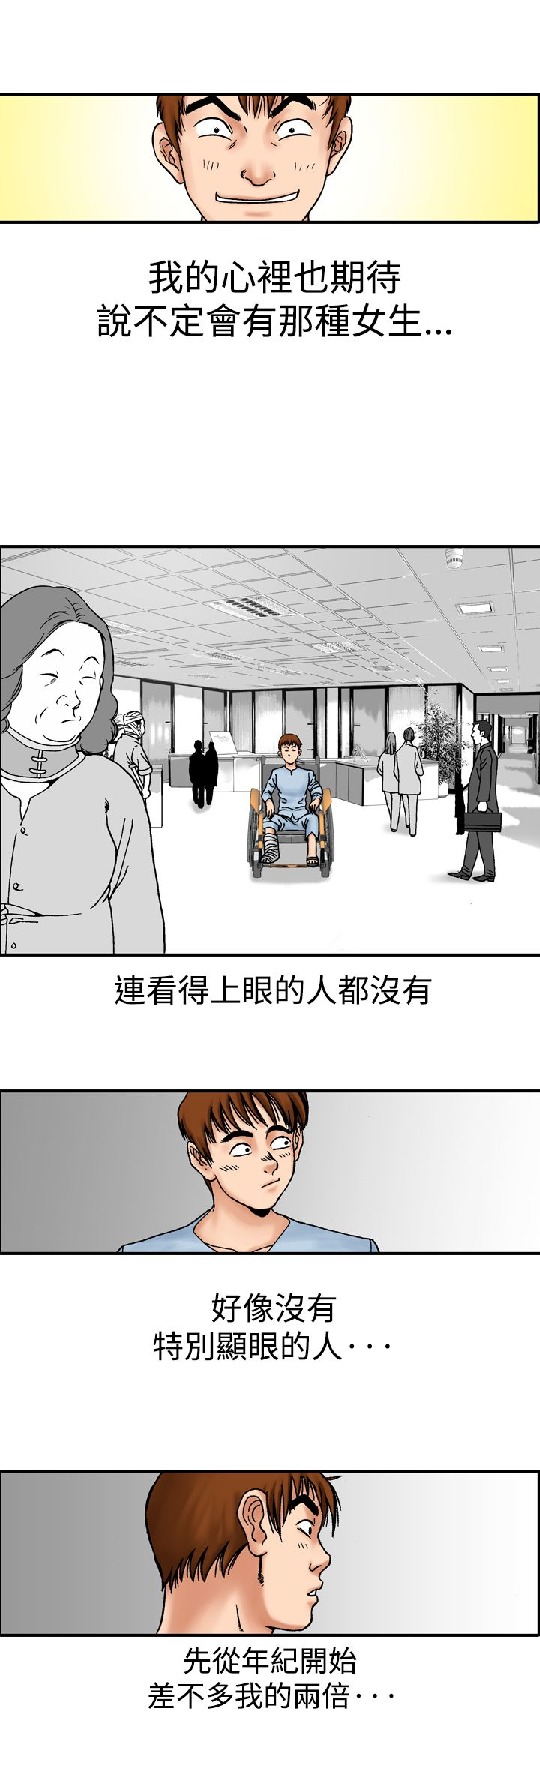 我的心裡也期待
說不定會有那種女生...
連看得上眼的人都沒有
好像沒有
特別顯眼的人···
先從年紀開始
差不多我的兩倍···